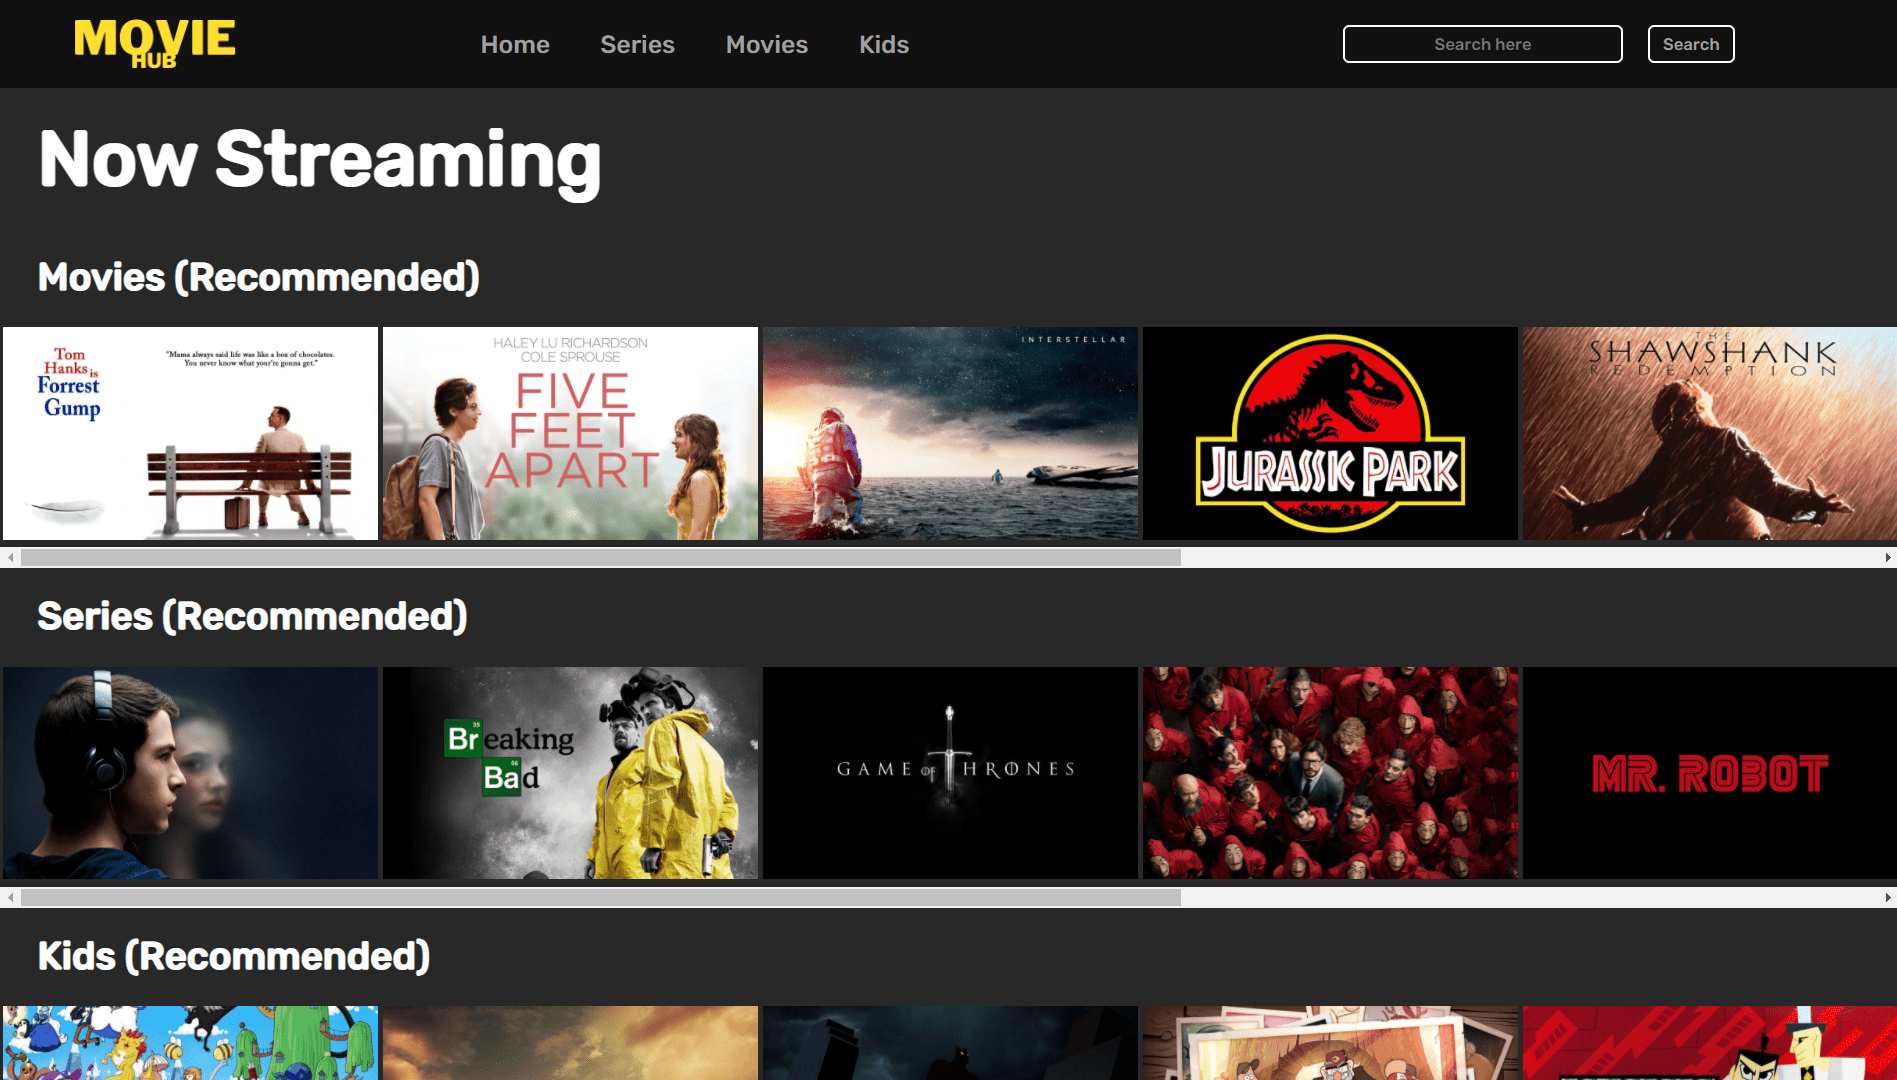 MOVIE
HUB
Home
Series
Movies
Kids
Search here
Search
Now Streaming
Movies (Recommended)
Tom
Hanks is
Forrest
Gump
"Mama always said life was like a box of chocolates.
You never know what your're gonna get."
HALEY LU RICHARDSON
COLE SPROUSE
FIVE
FEET
APART
INTERSTELLAR
JURASSIC PARK
THE
SHAWSHANK
REDEMPTION
Series (Recommended)
35
Breaking
56
Bad
GAME OF THRONES
MR. ROBOT
Kids (Recommended)